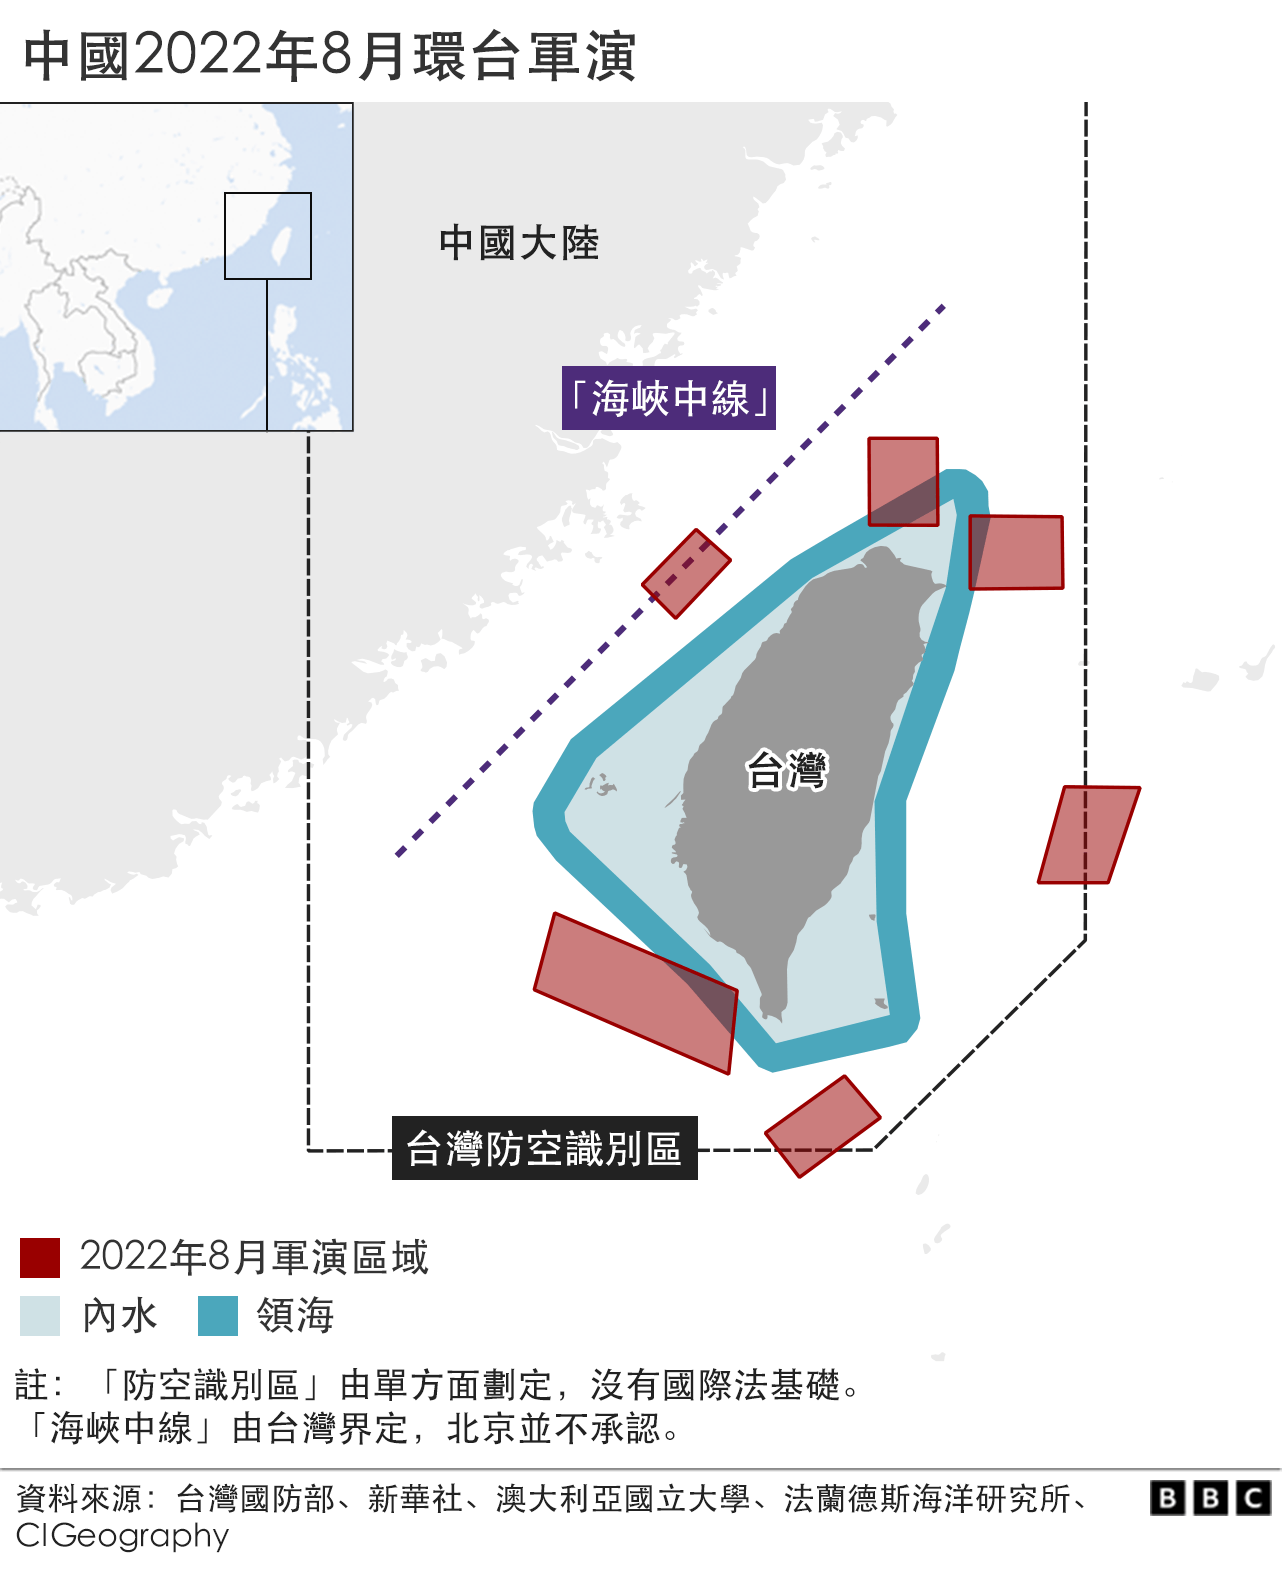 中國2022年8月環台軍演
中國大陸
「海峽中線」
台灣
台灣防空識別區
2022年8月軍演區域
內水
領海
註：「防空識別區」由單方面劃定，沒有國際法基礎。
「海峽中線」由台灣界定，北京並不承認。
資料來源：台灣國防部、新華社、澳大利亞國立大學、法蘭德斯海洋研究所、
CIGeography
BBC